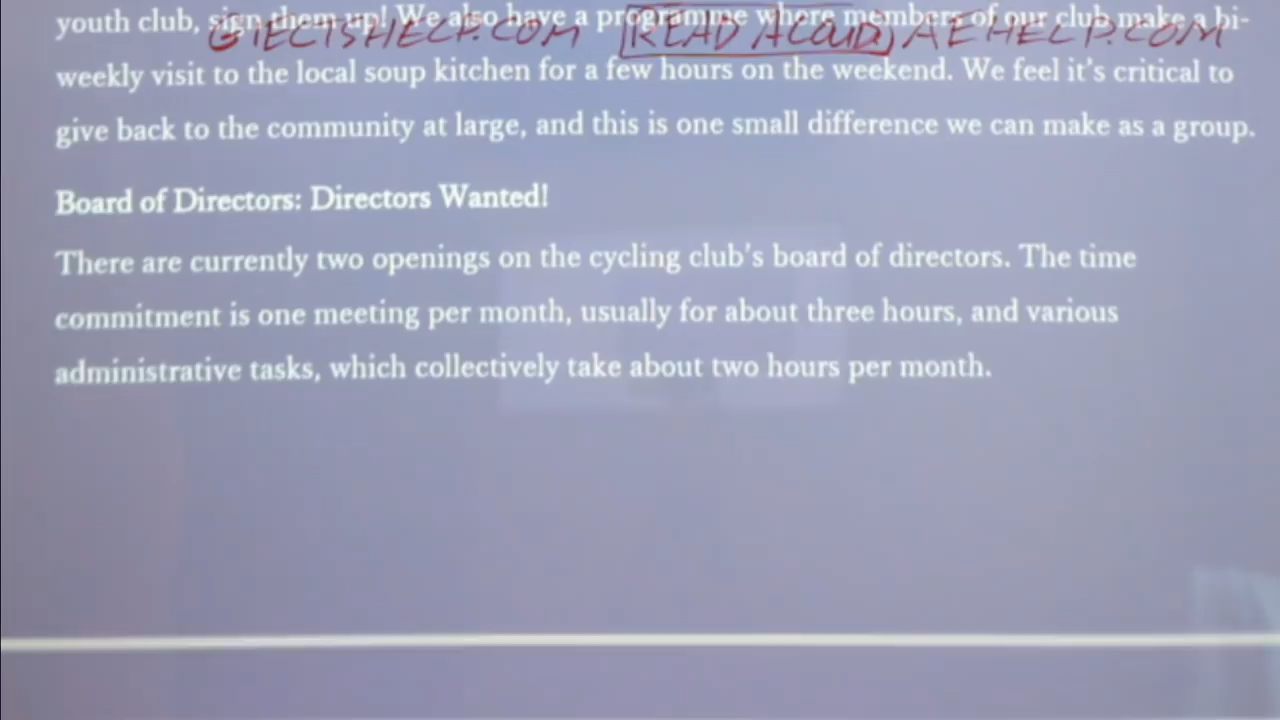 youth club, sign them up! We also have a programme where members of our club make a bi-
GIELTSHELP.COM READ ALOUD AEHELP.COM
weekly visit to the local soup kitchen for a few hours on the weekend. We feel it's critical to
give back to the community at large, and this is one small difference we can make as a group.
Board of Directors: Directors Wanted!
There are currently two openings on the cycling club's board of directors. The time
commitment is one meeting per month, usually for about three hours, and various
administrative tasks, which collectively take about two hours per month.